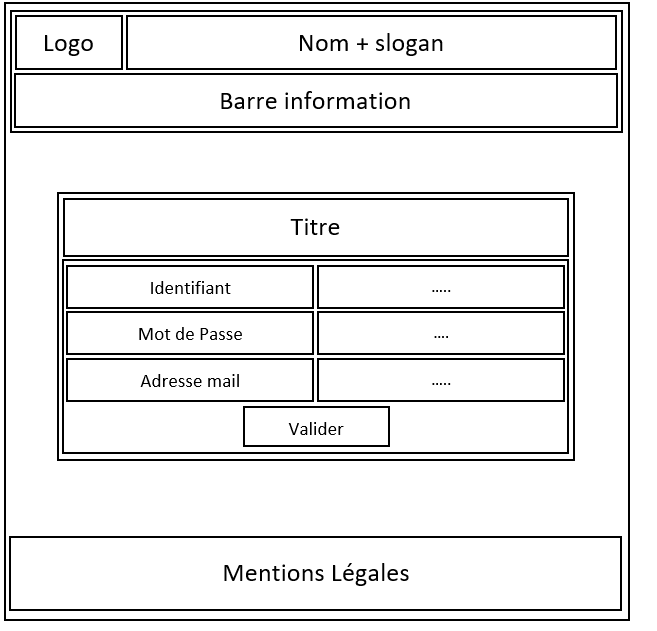 Logo
Nom + slogan
Barre information
Titre
Identifiant
.....
Mot de Passe
....
Adresse mail
.....
Valider
Mentions Légales